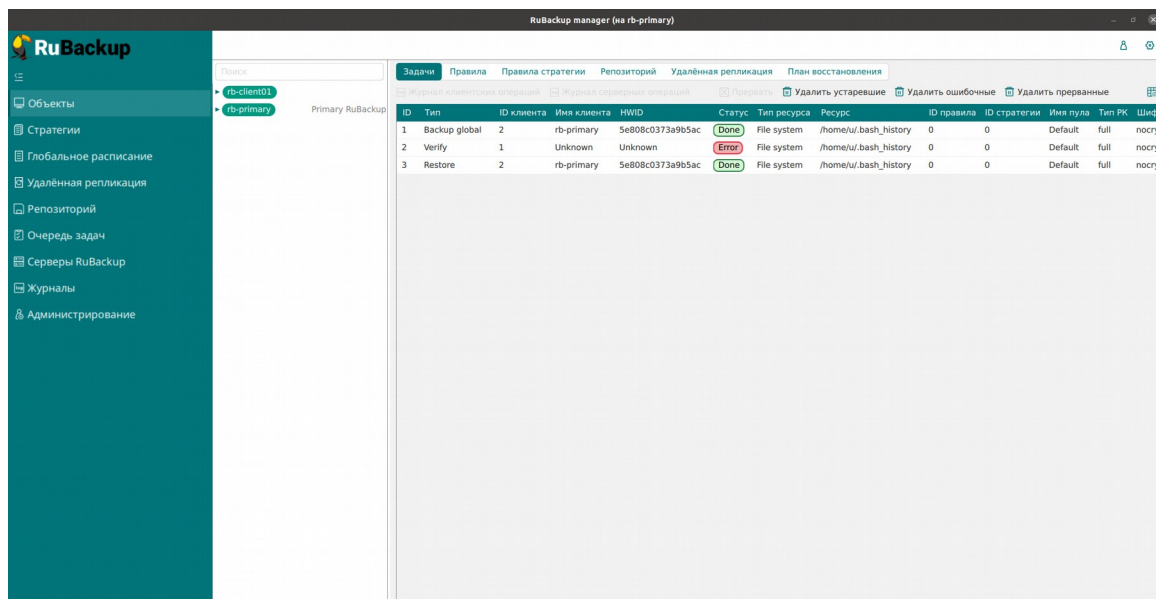 RuBackup manager (на rb-primary)
RuBackup
Поиск
Задачи Правила Правила стратегии Репозиторий Удалённая репликация План восстановления
Журнал клиентских операций Журнал серверных операций Прервать Удалить устаревшие Удалить ошибочные Удалить прерванные
rb-client01
rb-primary Primary RuBackup
Объекты
Стратегии
Глобальное расписание
Удалённая репликация
Репозиторий
Очередь задач
Серверы RuBackup
Журналы
Администрирование
ID Тип ID клиента Имя клиента HWID Статус Тип ресурса Ресурс ID правила ID стратегии Имя пула Тип РК Шиф
1 Backup global 2 rb-primary 5e808c0373a9b5ac Done File system /home/u/.bash_history 0 0 Default full nocry
2 Verify 1 Unknown Unknown Error File system /home/u/.bash_history 0 0 Default full nocry
3 Restore 2 rb-primary 5e808c0373a9b5ac Done File system /home/u/.bash_history 0 0 Default full nocry